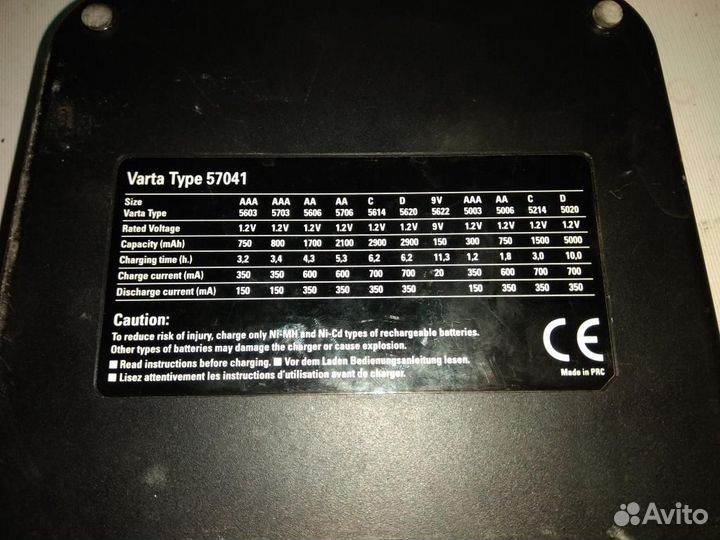 Varta Type 57041
Size AAA AAA AA AA C D 9V AAA AA C D
Varta Type 5603 5703 5606 5706 5614 5620 5622 5003 5006 5214 5020
Rated Voltage 1.2V 1.2V 1.2V 1.2V 1.2V 1.2V 9V 1.2V 1.2V 1.2V 1.2V
Capacity (mAh) 750 800 1700 2100 2900 2900 150 300 750 1500 5000
Charging time (h.) 3,2 3,4 4,3 5,3 6,2 6,2 11,3 1,2 1,8 3,0 10,0
Charge current (mA) 350 350 600 600 700 700 20 350 600 700 700
Discharge current (mA) 150 150 350 350 350 350 150 350 350 350
Caution:
To reduce risk of injury, charge only Ni-MH and Ni-Cd types of rechargeable batteries.
Other types of batteries may damage the charger or cause explosion.
■ Read instructions before charging. ■ Vor dem Laden Bedienungsanleitung lesen.
■ Lisez attentivement les instructions d'utilisation avant de charger.
CE
Made in PRC
Avito